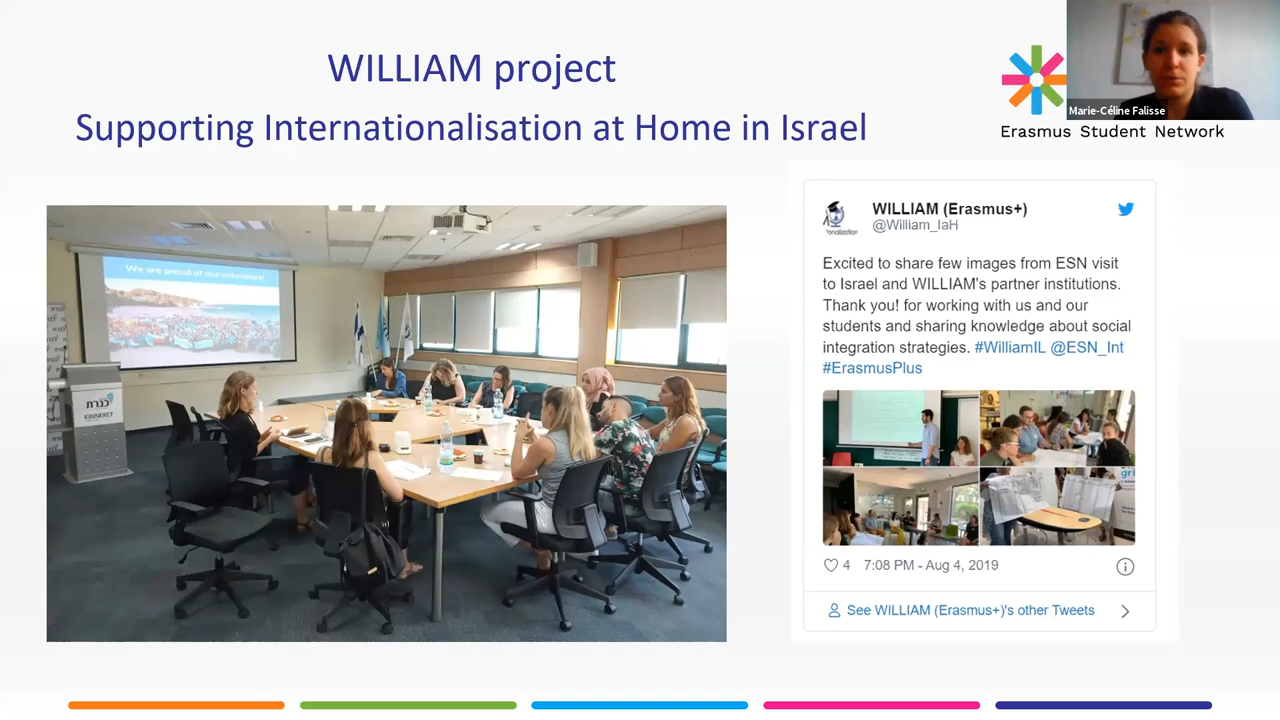 WILLIAM project
Supporting Internationalisation at Home in Israel
Marie-Céline Falisse
Erasmus Student Network
We are proud of our volunteers!
כנרת
KINNERET
WILLIAM (Erasmus+)
@William_IaH
Excited to share few images from ESN visit
to Israel and WILLIAM's partner institutions.
Thank you! for working with us and our
students and sharing knowledge about social
integration strategies. #WilliamIL @ESN_Int
#ErasmusPlus
4 7:08 PM - Aug 4, 2019
See WILLIAM (Erasmus+)'s other Tweets